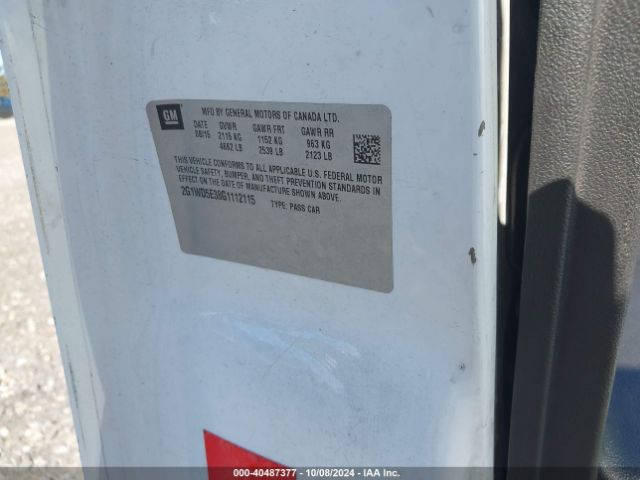 GM
MFD BY GENERAL MOTORS OF CANADA LTD.
DATE GVWR GAWR FRT GAWR RR
08/15 2115 KG 1152 KG 963 KG
4662 LB 2539 LB 2123 LB
THIS VEHICLE CONFORMS TO ALL APPLICABLE U.S. FEDERAL MOTOR
VEHICLE SAFETY, BUMPER, AND THEFT PREVENTION STANDARDS IN
EFFECT ON THE DATE OF MANUFACTURE SHOWN ABOVE.
2G1WD5E38G1112115 TYPE: PASS CAR
000-40487377 - 10/08/2024 - IAA Inc.